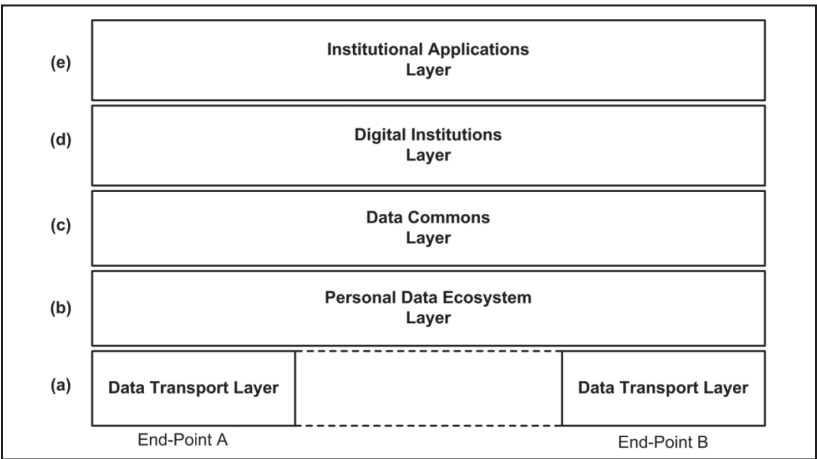 (e)
Institutional Applications
Layer
(d)
Digital Institutions
Layer
(c)
Data Commons
Layer
(b)
Personal Data Ecosystem
Layer
(a)
Data Transport Layer
Data Transport Layer
End-Point A
End-Point B